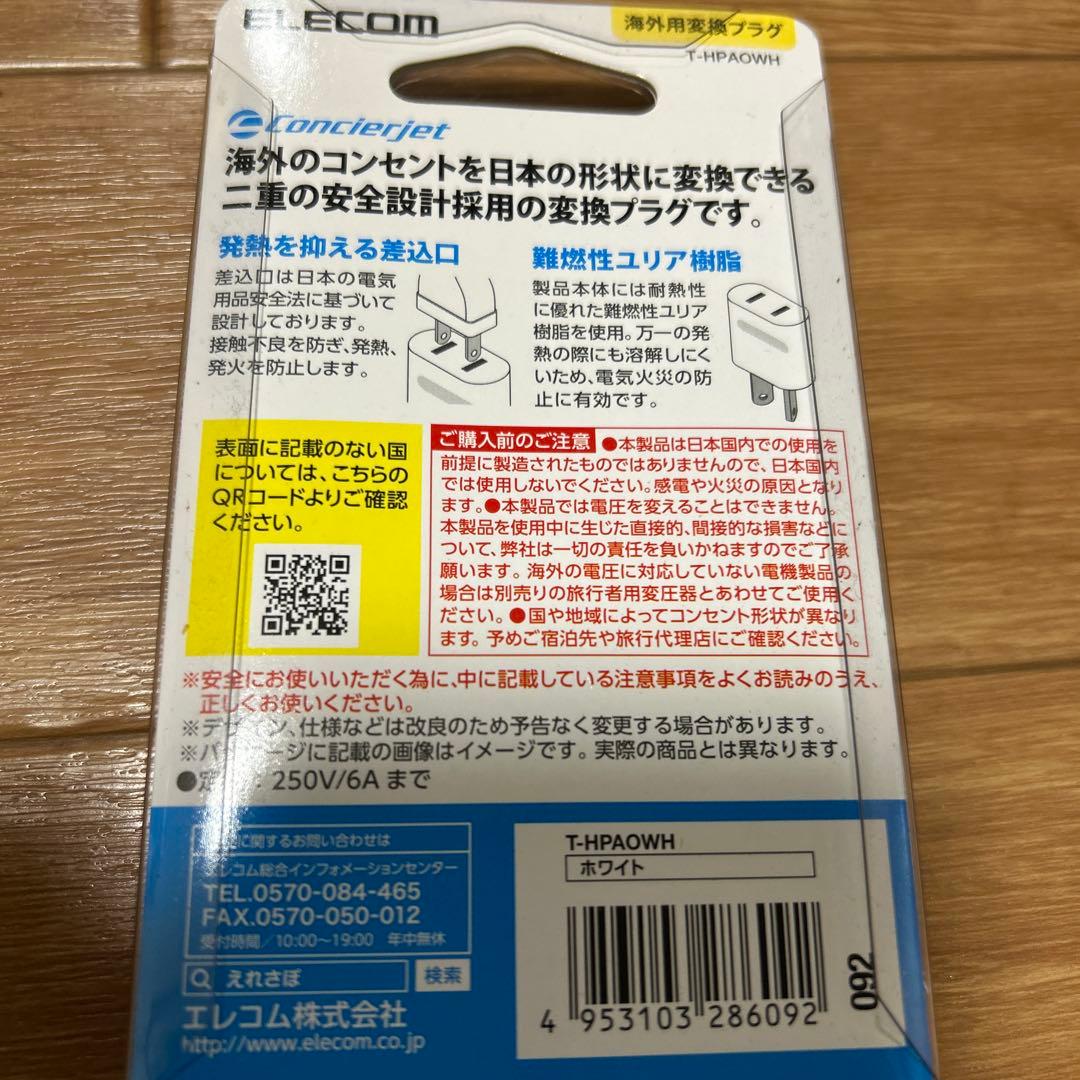 ELECOM
海外用変換プラグ
T-HPAOWH
Concierjet
海外のコンセントを日本の形状に変換できる
二重の安全設計採用の変換プラグです。
発熱を抑える差込口
差込口は日本の電気
用品安全法に基づいて
設計しております。
接触不良を防ぎ、発熱、
発火を防止します。
難燃性ユリア樹脂
製品本体には耐熱性
に優れた難燃性ユリア
樹脂を使用。万一の発
熱の際にも溶解しにく
いため、電気火災の防
止に有効です。
表面に記載のない国
については、こちらの
QRコードよりご確認
ください。
ご購入前のご注意 ●本製品は日本国内での使用を
前提に製造されたものではありませんので、日本国内
では使用しないでください。感電や火災の原因となり
ます。●本製品では電圧を変えることはできません。
本製品を使用中に生じた直接的、間接的な損害などに
ついて、弊社は一切の責任を負いかねますのでご了承
願います。海外の電圧に対応していない電機製品の
場合は別売りの旅行者用変圧器とあわせてご使用く
ださい。●国や地域によってコンセント形状が異なり
ます。予めご宿泊先や旅行代理店にご確認ください。
※安全にお使いいただく為に、中に記載している注意事項をよくお読みのうえ、
正しくお使いください。
※デザイン、仕様などは改良のため予告なく変更する場合があります。
※パッケージに記載の画像はイメージです。実際の商品とは異なります。
●定 250V/6Aまで
に関するお問い合わせは
エレコム総合インフォメーションセンター
TEL.0570-084-465
FAX.0570-050-012
受付時間／10:00〜19:00 年中無休
えれさぽ 検索
エレコム株式会社
http://www.elecom.co.jp
T-HPAOWH
ホワイト
4 953103 286092
092